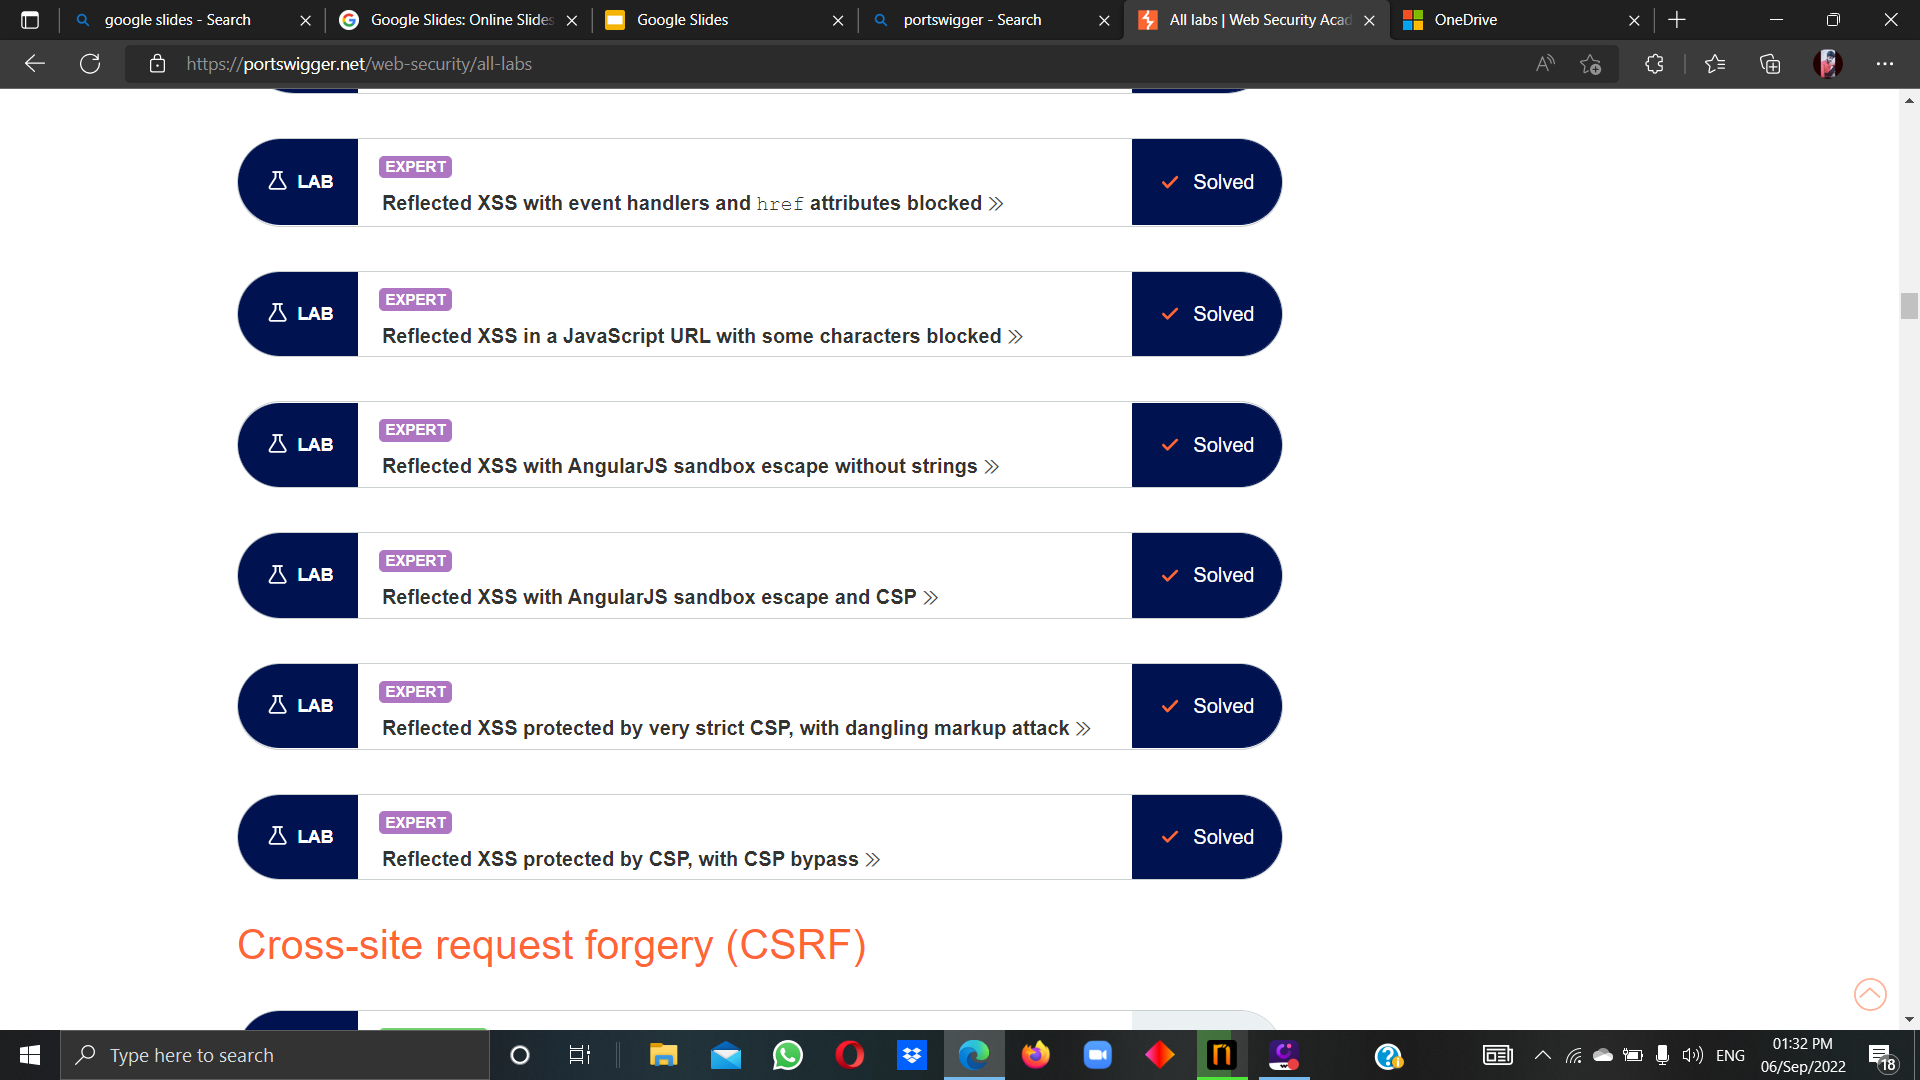 google slides - Search
Google Slides: Online Slides
Google Slides
portswigger - Search
All labs | Web Security Acad
OneDrive
https://portswigger.net/web-security/all-labs
LAB
EXPERT
Reflected XSS with event handlers and href attributes blocked
Solved
LAB
EXPERT
Reflected XSS in a JavaScript URL with some characters blocked
Solved
LAB
EXPERT
Reflected XSS with AngularJS sandbox escape without strings
Solved
LAB
EXPERT
Reflected XSS with AngularJS sandbox escape and CSP
Solved
LAB
EXPERT
Reflected XSS protected by very strict CSP, with dangling markup attack
Solved
LAB
EXPERT
Reflected XSS protected by CSP, with CSP bypass
Solved
Cross-site request forgery (CSRF)
Type here to search
ENG
01:32 PM
06/Sep/2022
18